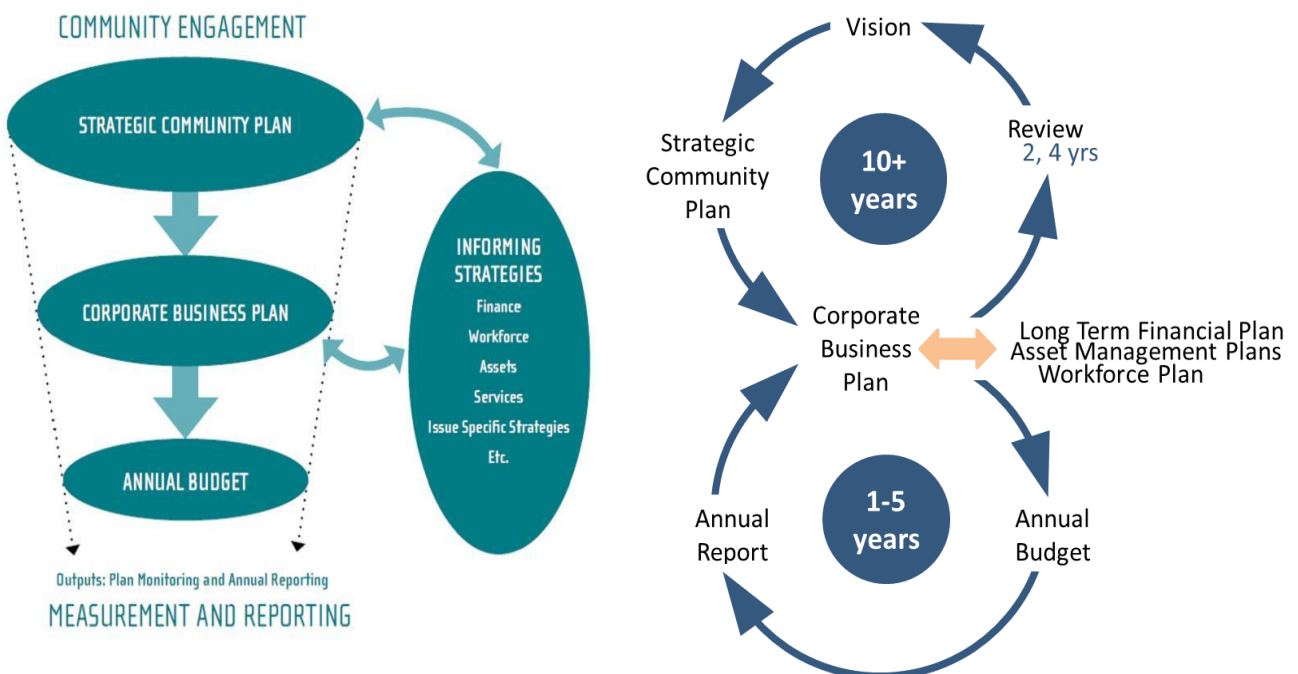 COMMUNITY ENGAGEMENT
STRATEGIC COMMUNITY PLAN
CORPORATE BUSINESS PLAN
ANNUAL BUDGET
INFORMING
STRATEGIES
Finance
Workforce
Assets
Services
Issue Specific Strategies
Etc.
Outputs: Plan Monitoring and Annual Reporting
MEASUREMENT AND REPORTING
Vision
Strategic
Community
Plan
10+
years
Review
2, 4 yrs
Corporate
Business
Plan
Long Term Financial Plan
Asset Management Plans
Workforce Plan
Annual
Report
1-5
years
Annual
Budget